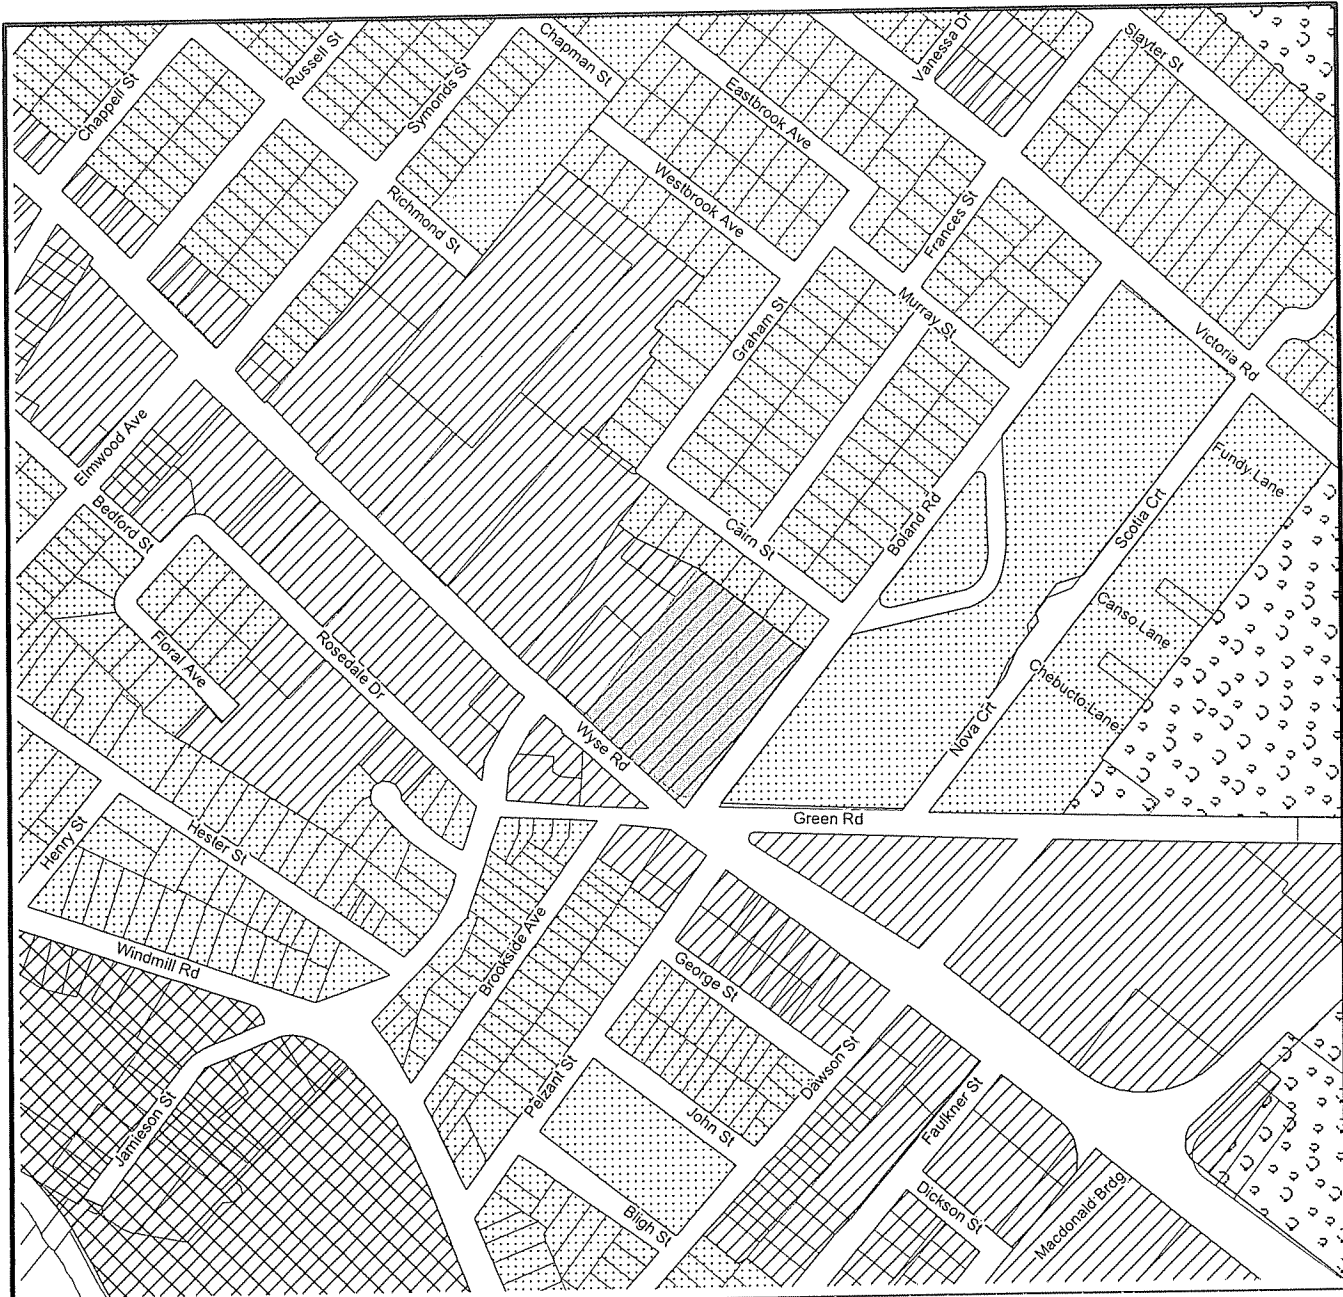 Slayter St
Vanessa Dr
Chapman St
Russell St
Symonds St
Chappell St
Eastbrook Ave
Westbrook Ave
Richmond St
Frances St
Murray St
Graham St
Victoria Rd
Elmwood Ave
Bedford St
Fundy Lane
Scotia Crt
Boland Rd
Cairn St
Canso Lane
Floral Ave
Rosedale Dr
Chebucto Lane
Nova Crt
Wyse Rd
Green Rd
Henry St
Hester St
Brookside Ave
Windmill Rd
George St
Dawson St
Pelzant St
John St
Faulkner St
Jamieson St
Dickson St
Bligh St
Macdonald Brdg